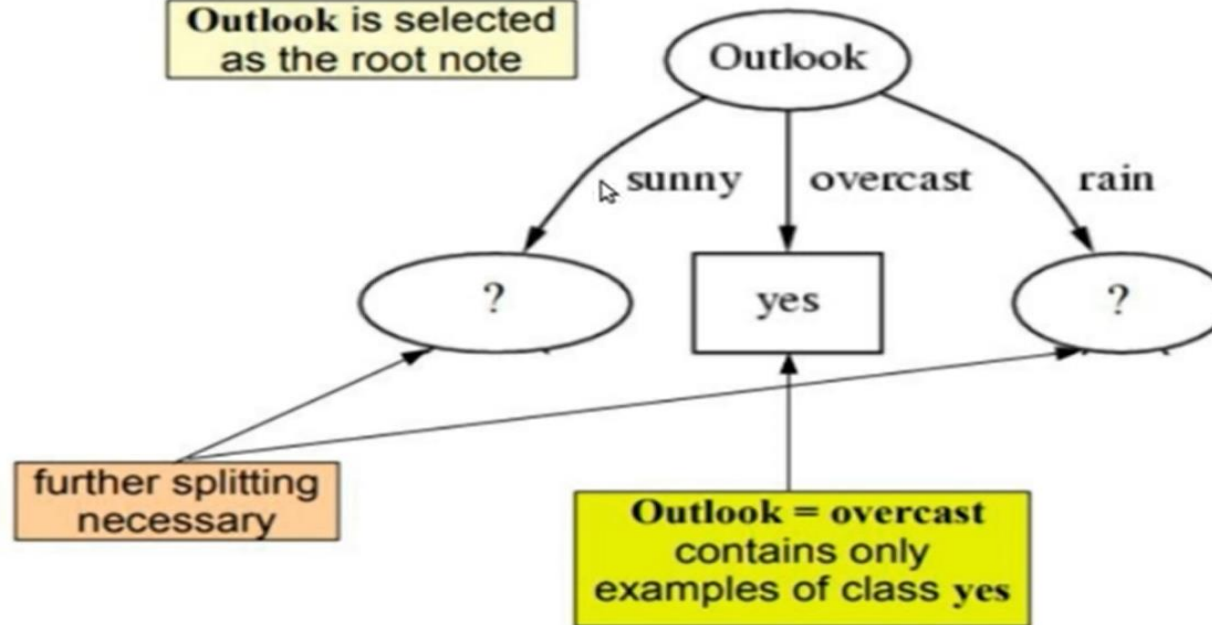 Outlook is selected
as the root note
Outlook
sunny
overcast
rain
?
yes
?
further splitting
necessary
Outlook = overcast
contains only
examples of class yes